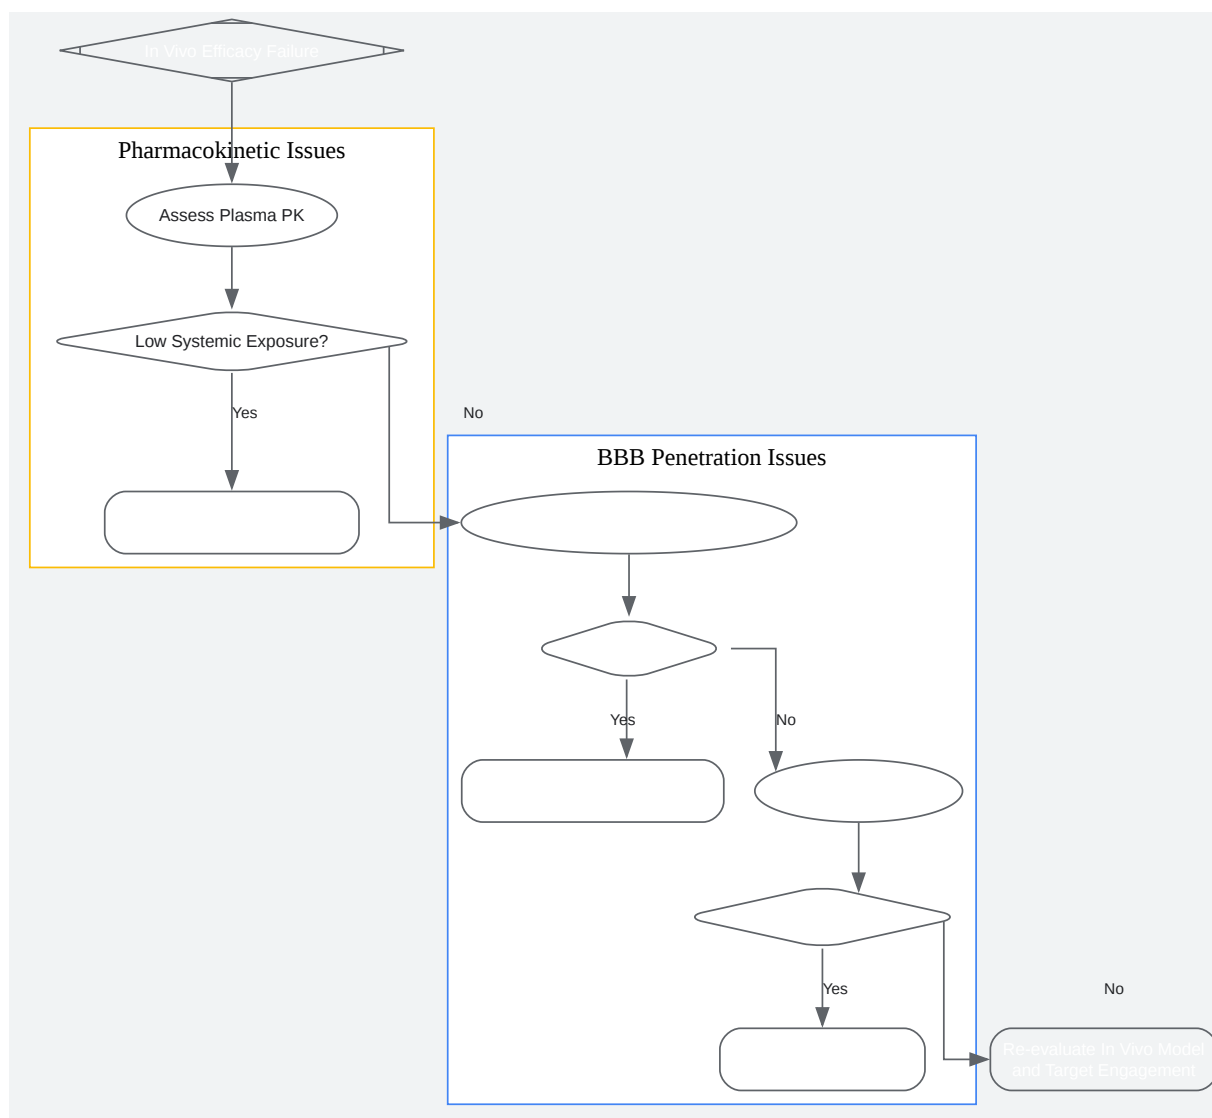 In Vivo Efficacy Failure
Pharmacokinetic Issues
Assess Plasma PK
Low Systemic Exposure?
Yes
No
BBB Penetration Issues
Yes
No
Yes
No
Re-evaluate In Vivo Model
and Target Engagement